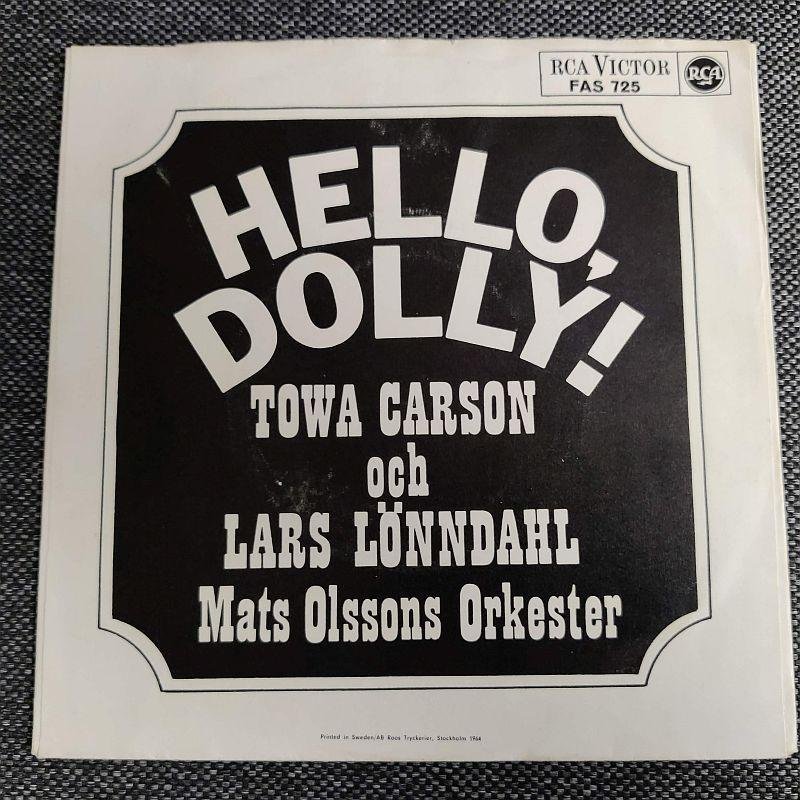 RCA VICTOR
FAS 725
RCA
HELLO,
DOLLY!
TOWA CARSON
och
LARS LÖNNDAHL
Mats Olssons Orkester
Printed in Sweden/AB Roos Tryckerier, Stockholm 1964